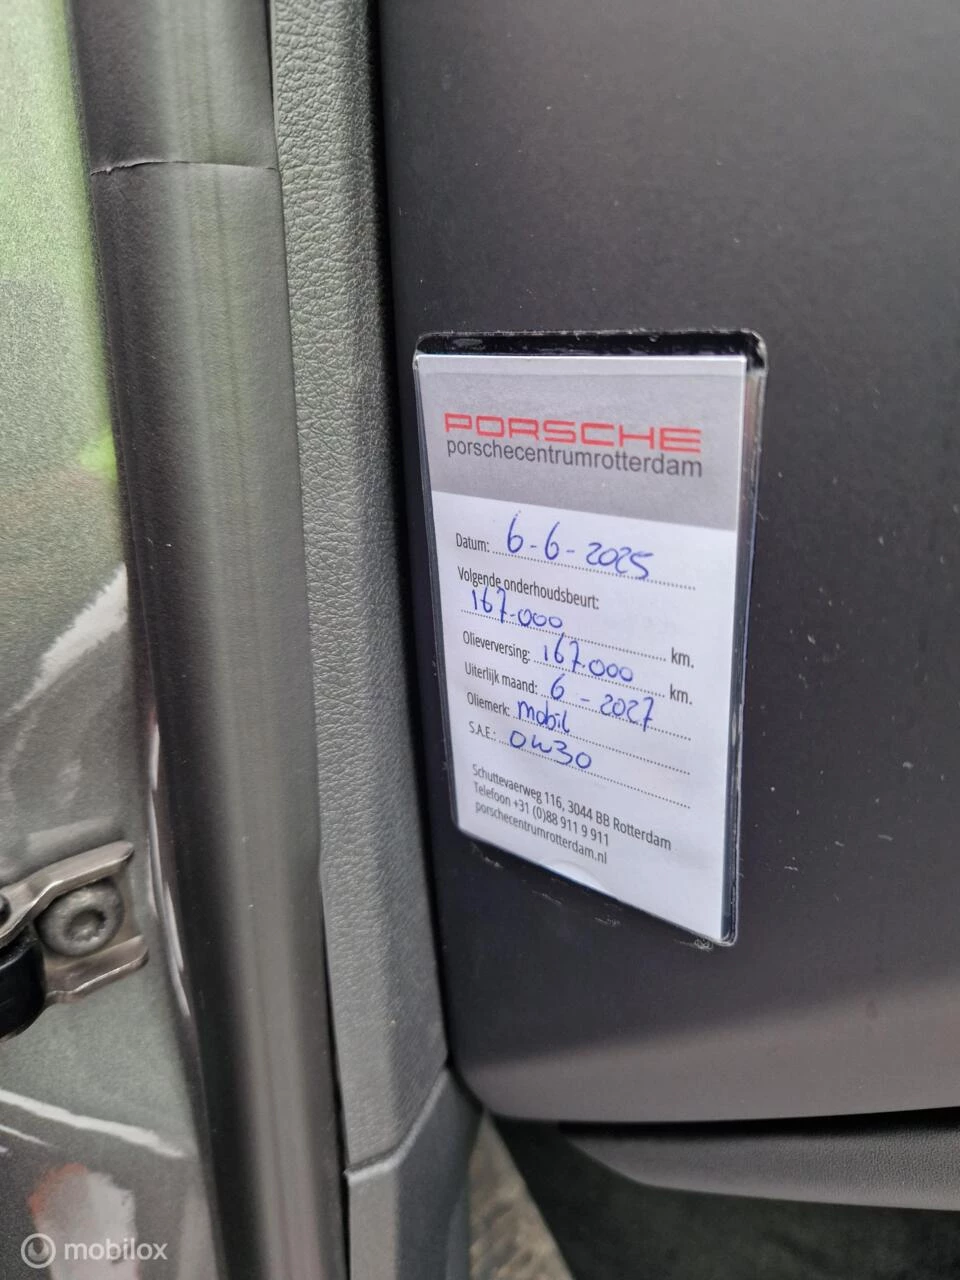 PORSCHE
porschecentrumrotterdam
Datum: 6-6-2025
Volgende onderhoudsbeurt:
167.000 km.
Olieverversing: 167.000 km.
Uiterlijk maand: 6 - 2027
Oliemerk: mobil
S.A.E.: 0w30
Schuttevaerweg 116, 3044 BB Rotterdam
Telefoon +31 (0)88 911 9 911
porschecentrumrotterdam.nl
mobilox